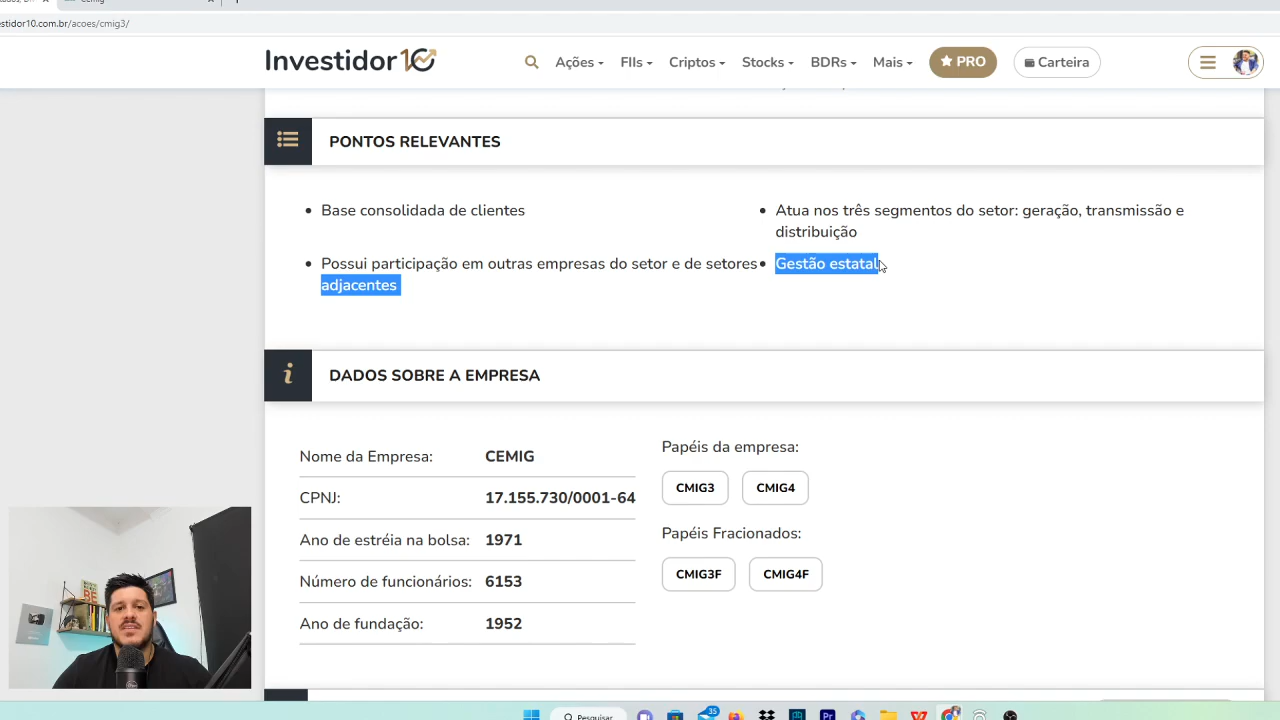 estidor10.com.br/acoes/cmig3/
Investidor 10
Ações
FIIs
Criptos
Stocks
BDRs
Mais
PRO
Carteira
PONTOS RELEVANTES
Base consolidada de clientes
Atua nos três segmentos do setor: geração, transmissão e
distribuição
Possui participação em outras empresas do setor e de setores
adjacentes
Gestão estatal
DADOS SOBRE A EMPRESA
Nome da Empresa: CEMIG
CPNJ: 17.155.730/0001-64
Ano de estréia na bolsa: 1971
Número de funcionários: 6153
Ano de fundação: 1952
Papéis da empresa:
CMIG3 CMIG4
Papéis Fracionados:
CMIG3F CMIG4F
Pesquisar
35